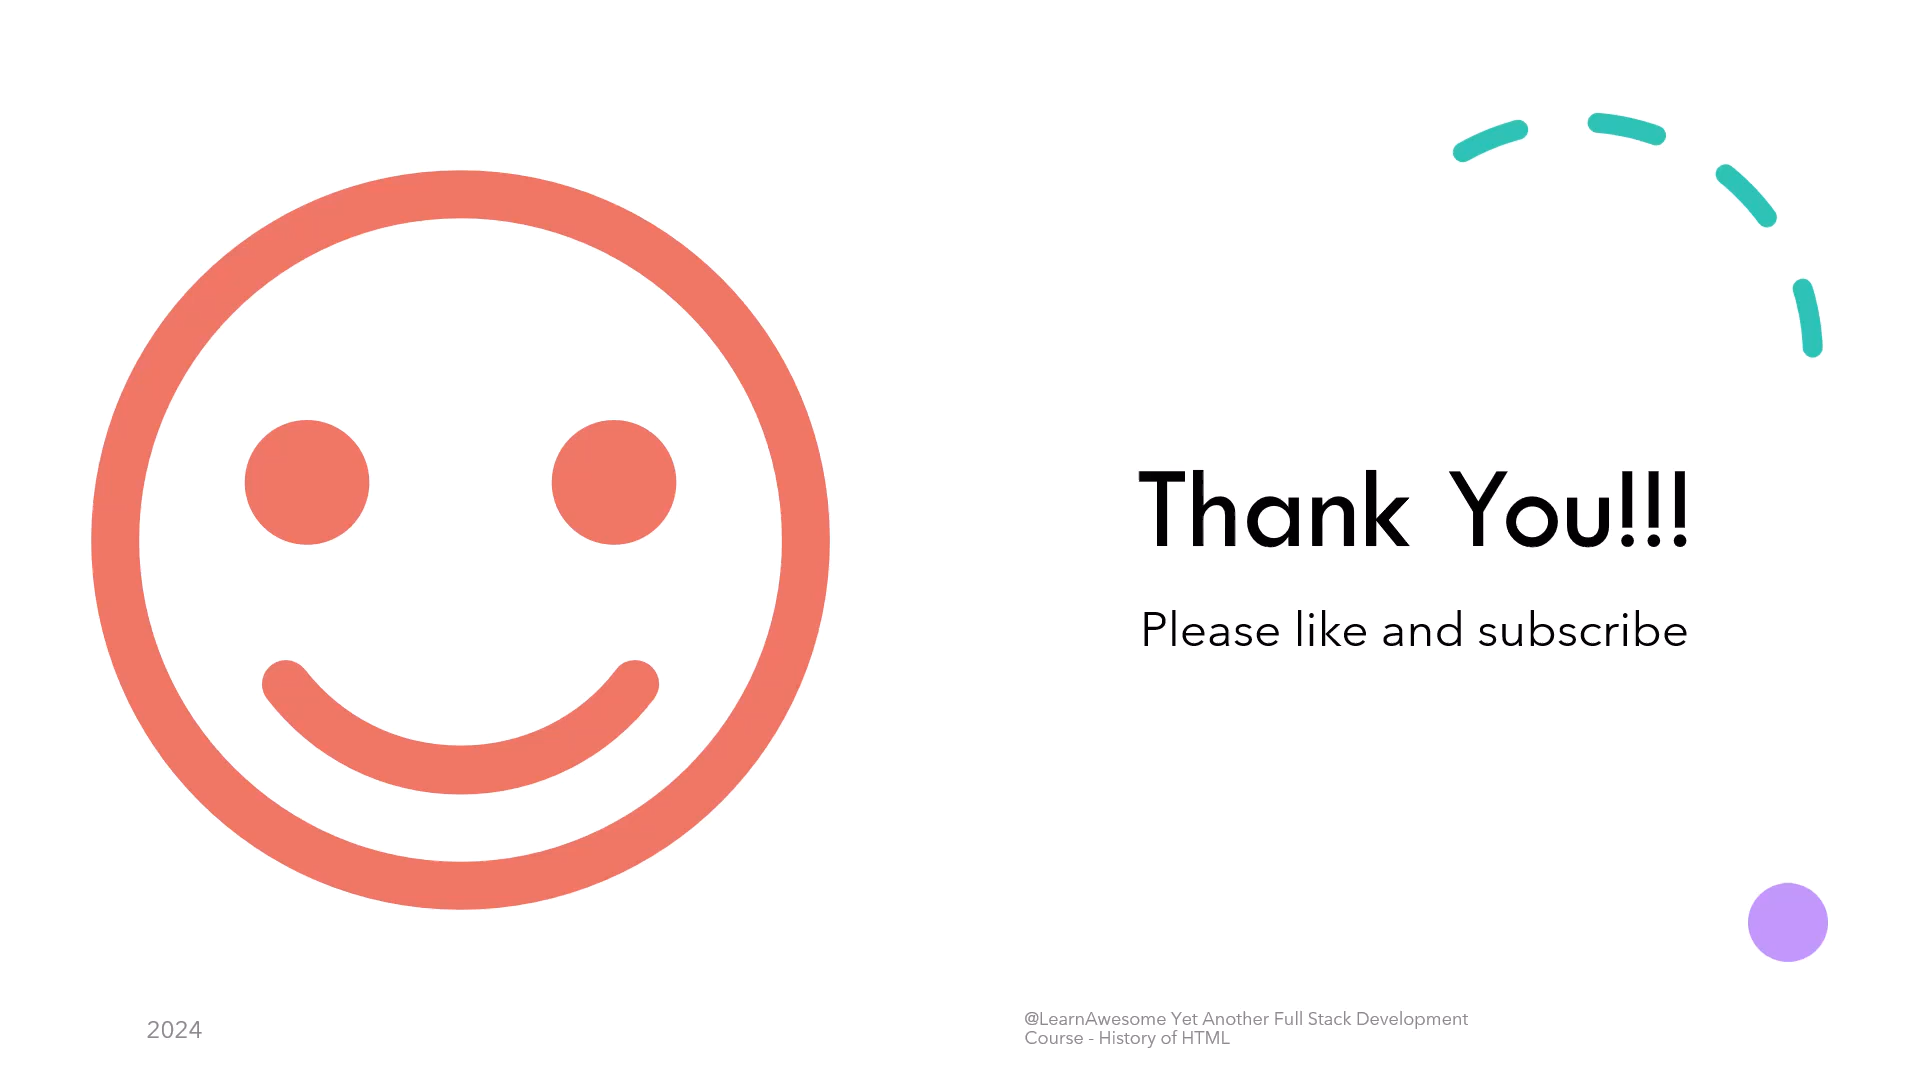 Thank You!!!
Please like and subscribe
2024
@LearnAwesome Yet Another Full Stack Development
Course - History of HTML